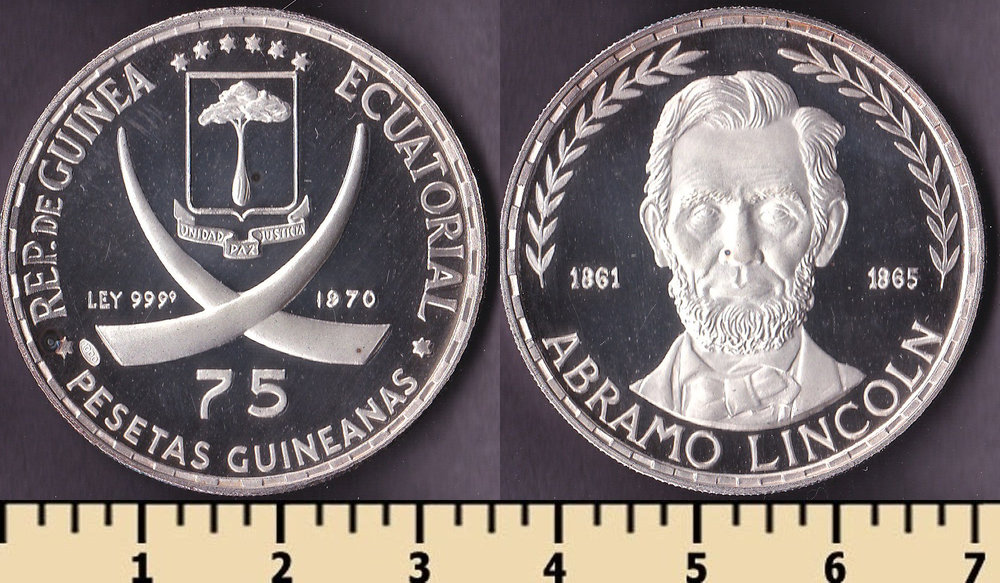 REP. DE GUINEA ECUATORIAL
UNIDAD PAZ JUSTICIA
LEY 999⁹ 1970
75
PESETAS GUINEANAS
1861 1865
ABRAMO LINCOLN
1 2 3 4 5 6 7